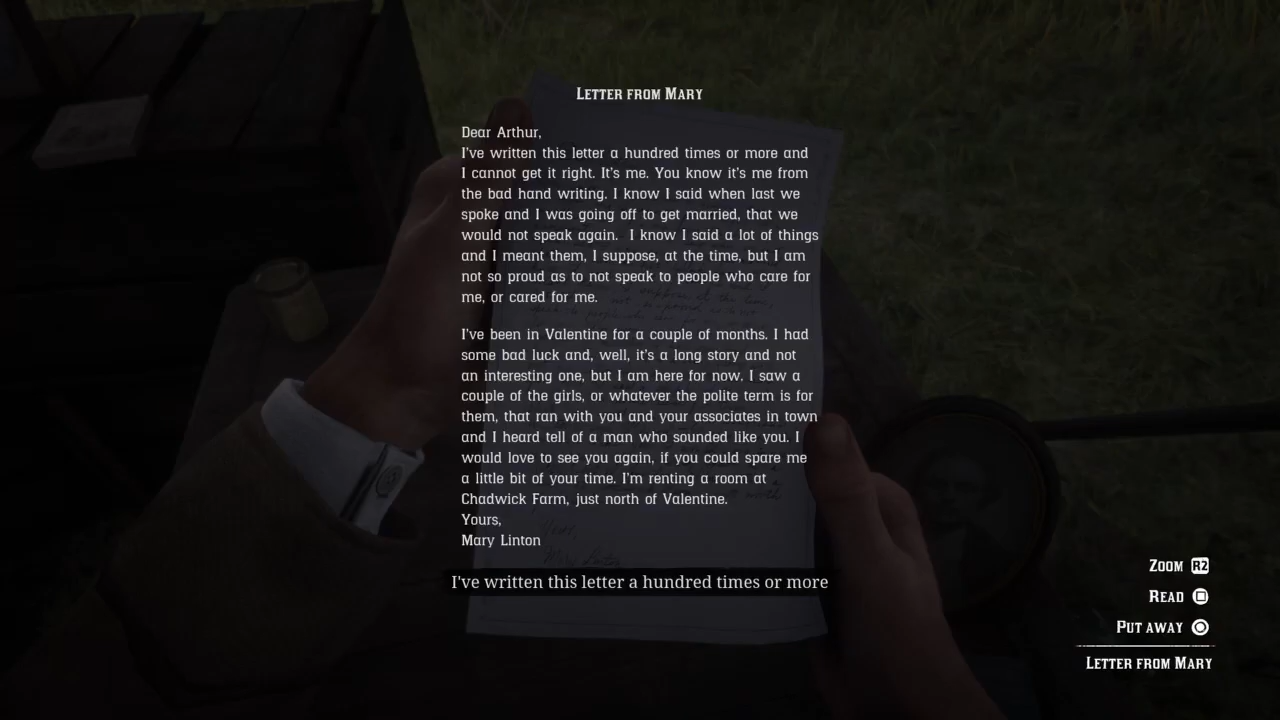 Letter from Mary
Dear Arthur,
I've written this letter a hundred times or more and
I cannot get it right. It's me. You know it's me from
the bad hand writing. I know I said when last we
spoke and I was going off to get married, that we
would not speak again.  I know I said a lot of things
and I meant them, I suppose, at the time, but I am
not so proud as to not speak to people who care for
me, or cared for me.
I've been in Valentine for a couple of months. I had
some bad luck and, well, it's a long story and not
an interesting one, but I am here for now. I saw a
couple of the girls, or whatever the polite term is for
them, that ran with you and your associates in town
and I heard tell of a man who sounded like you. I
would love to see you again, if you could spare me
a little bit of your time. I'm renting a room at
Chadwick Farm, just north of Valentine.
Yours,
Mary Linton
I've written this letter a hundred times or more
Zoom R2
Read
Put away
Letter from Mary